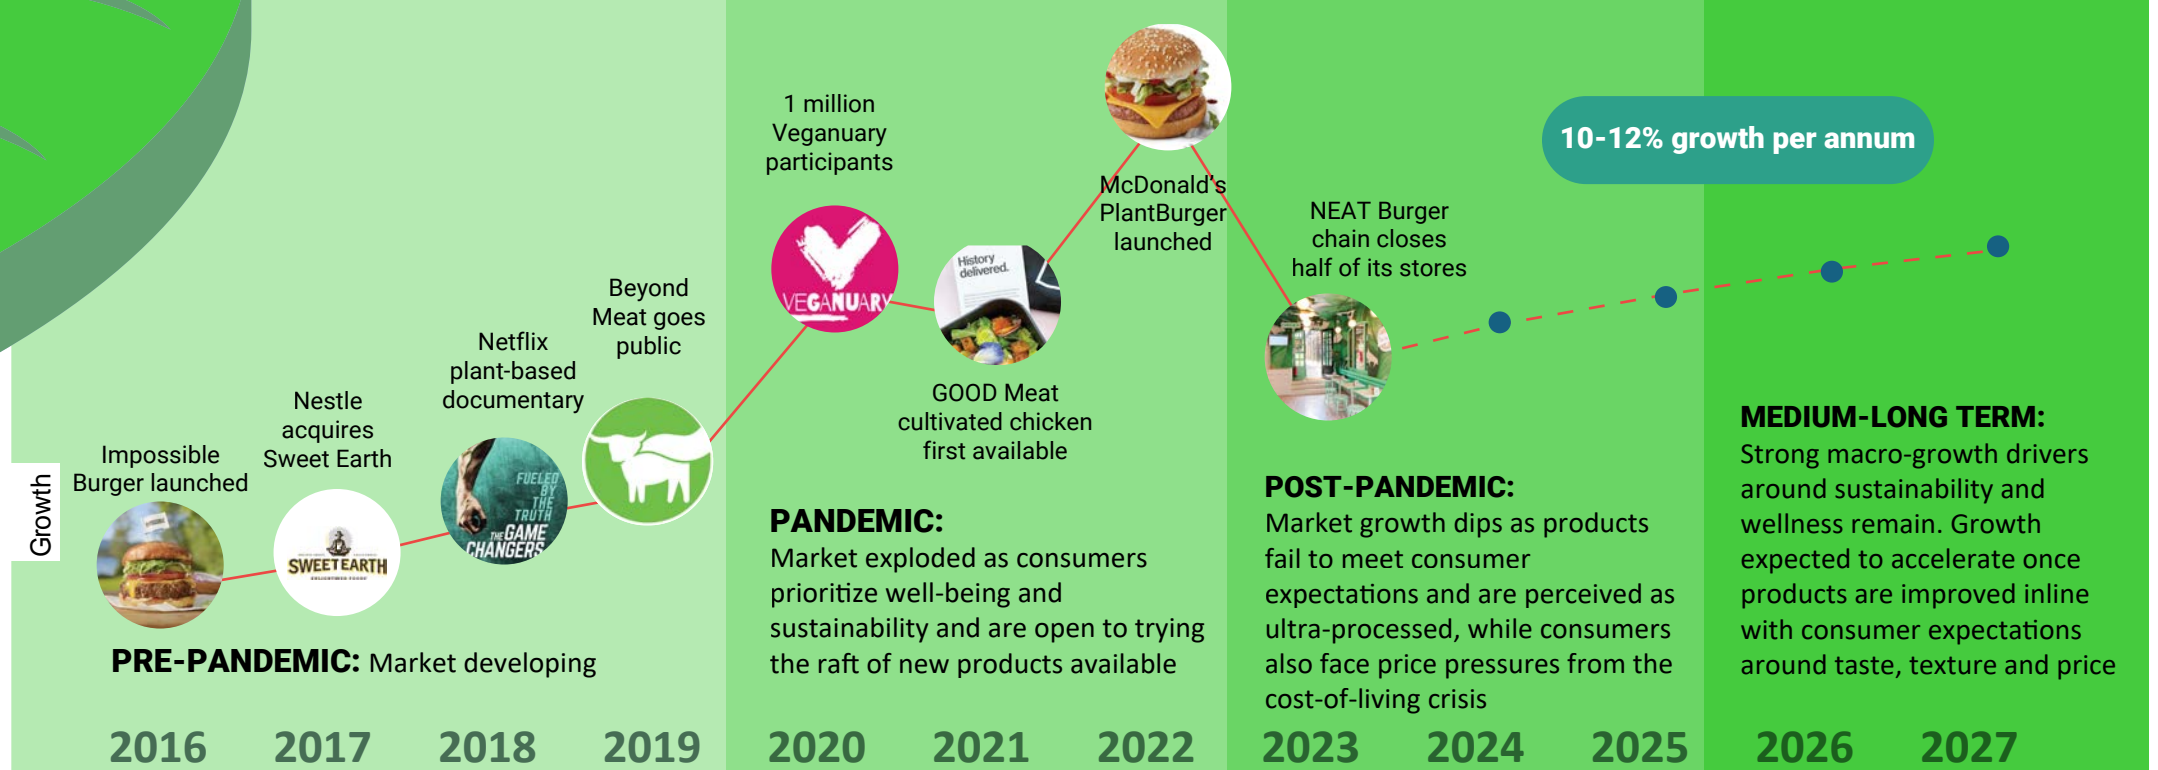 Growth
Impossible
Burger launched
Nestle
acquires
Sweet Earth
SWEET EARTH
ENLIGHTENED FOODS
Netflix
plant-based
documentary
FUELED
BY
THE
TRUTH
THE GAME
CHANGERS
Beyond
Meat goes
public
PRE-PANDEMIC: Market developing
1 million
Veganuary
participants
VEGANUARY
History
delivered.
GOOD Meat
cultivated chicken
first available
McDonald's
PlantBurger
launched
PANDEMIC:
Market exploded as consumers
prioritize well-being and
sustainability and are open to trying
the raft of new products available
NEAT Burger
chain closes
half of its stores
10-12% growth per annum
POST-PANDEMIC:
Market growth dips as products
fail to meet consumer
expectations and are perceived as
ultra-processed, while consumers
also face price pressures from the
cost-of-living crisis
MEDIUM-LONG TERM:
Strong macro-growth drivers
around sustainability and
wellness remain. Growth
expected to accelerate once
products are improved inline
with consumer expectations
around taste, texture and price
2016 2017 2018 2019 2020 2021 2022 2023 2024 2025 2026 2027